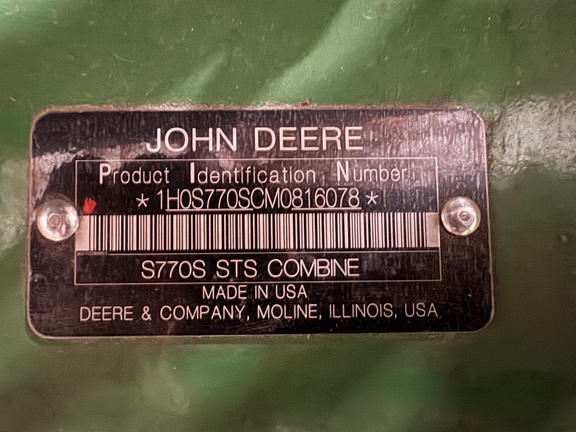 JOHN DEERE
Product Identification Number
*1H0S770SCM0816078*
S770S STS COMBINE
MADE IN USA
DEERE & COMPANY, MOLINE, ILLINOIS, USA